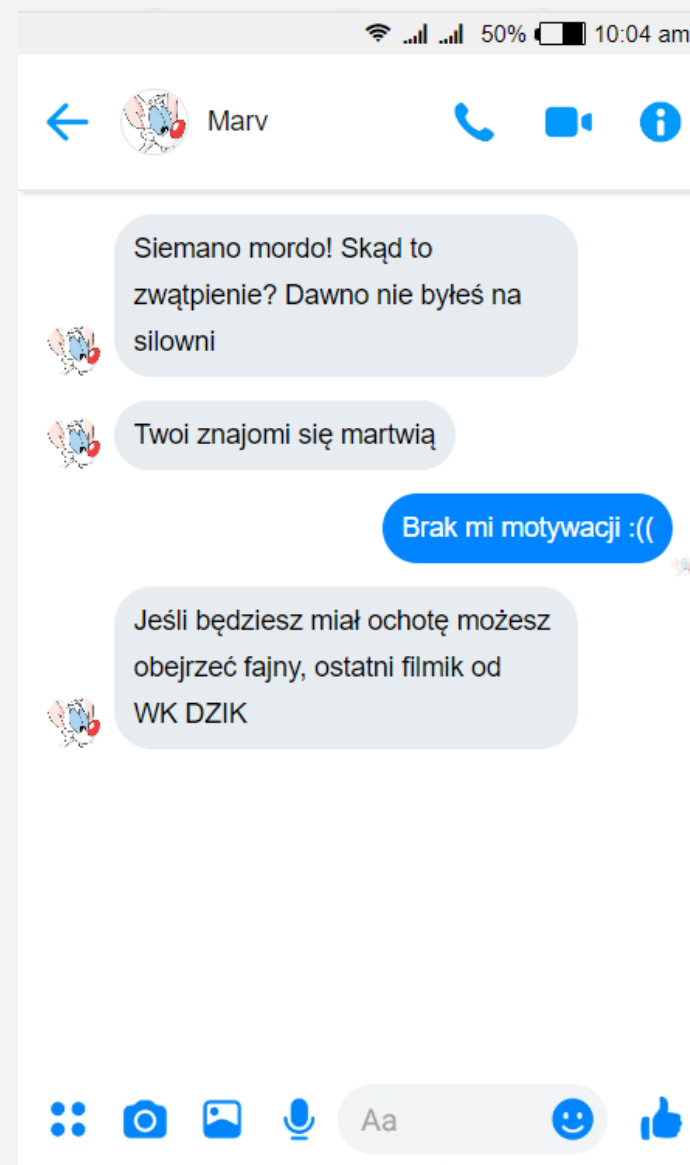 50% 10:04 am
Marv
Siemano mordo! Skąd to
zwątpienie? Dawno nie byłeś na
silowni
Twoi znajomi się martwią
Brak mi motywacji :((
Jeśli będziesz miał ochotę możesz
obejrzeć fajny, ostatni filmik od
WK DZIK
Aa